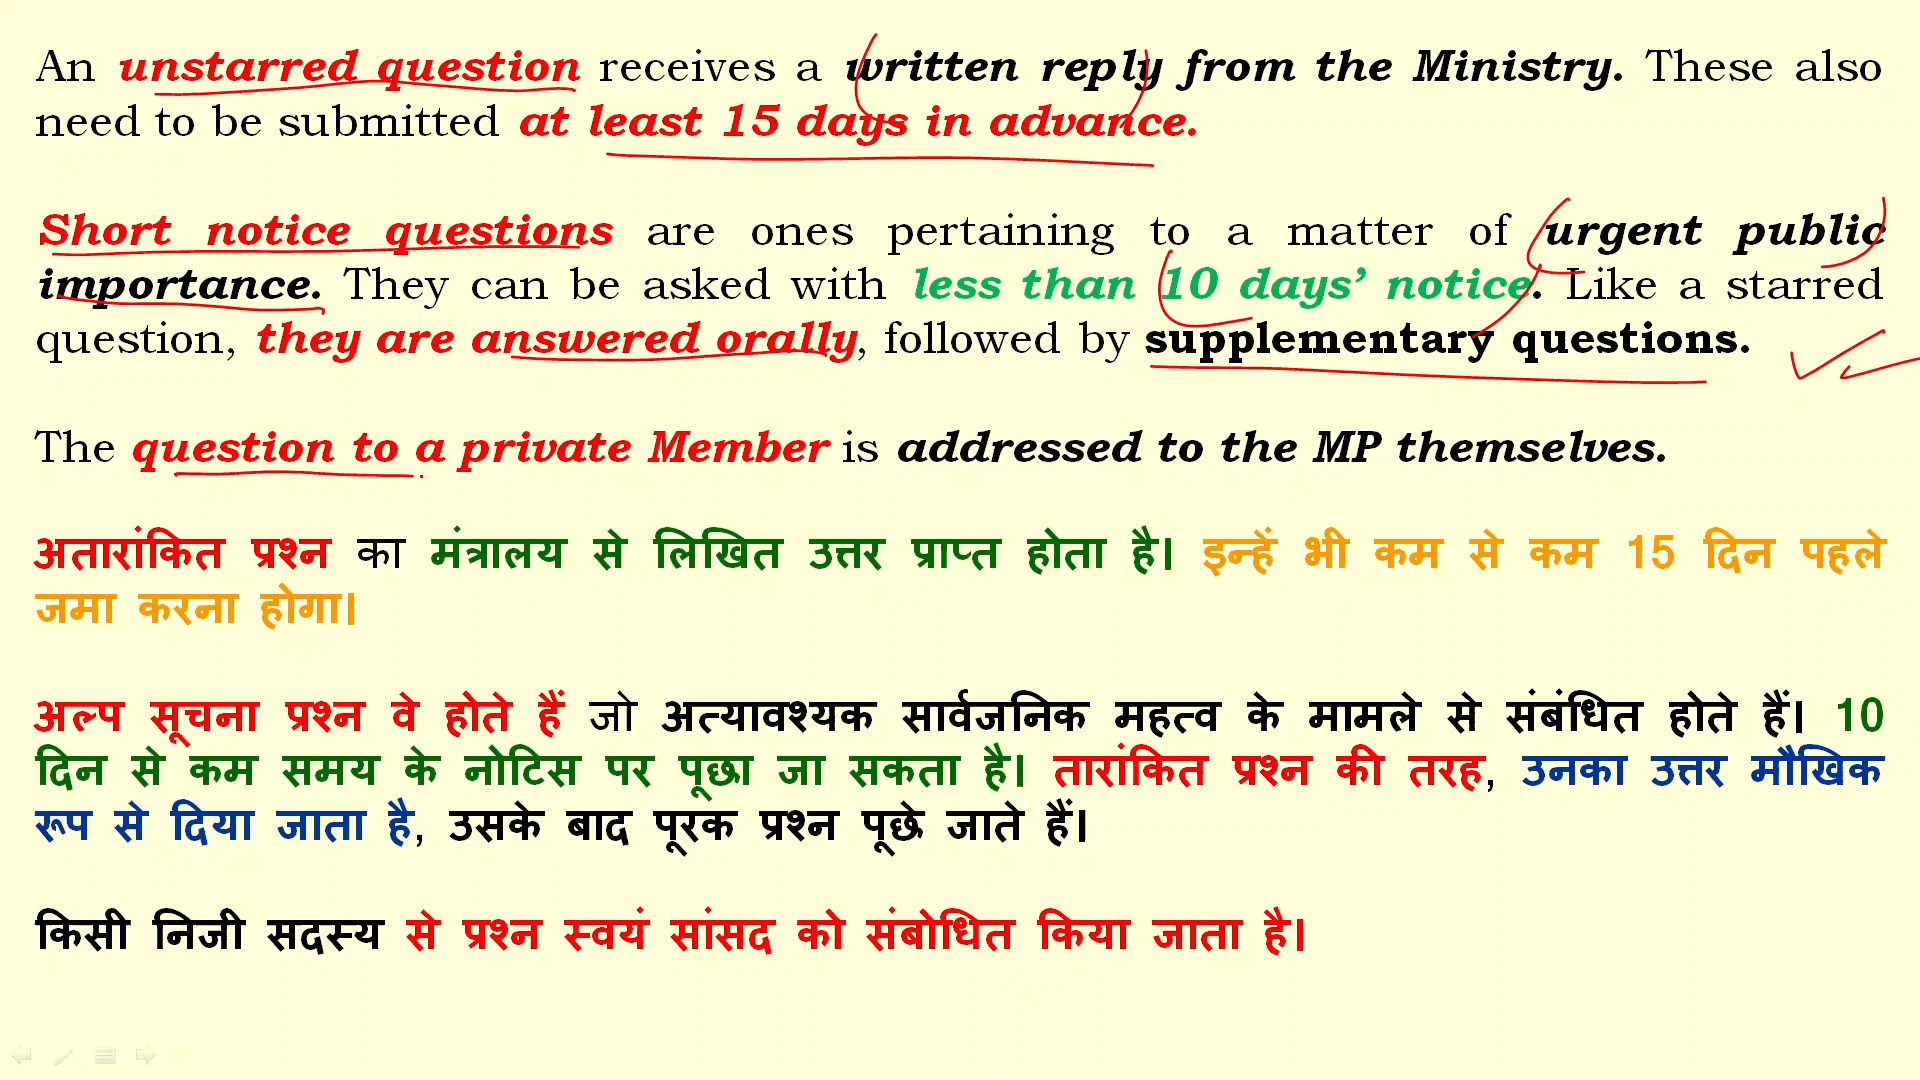 An unstarred question receives a written reply from the Ministry. These also
need to be submitted at least 15 days in advance.
Short notice questions are ones pertaining to a matter of urgent public
importance. They can be asked with less than 10 days’ notice. Like a starred
question, they are answered orally, followed by supplementary questions.
The question to a private Member is addressed to the MP themselves.
अतारांकित प्रश्न का मंत्रालय से लिखित उत्तर प्राप्त होता है। इन्हें भी कम से कम 15 दिन पहले
जमा करना होगा।
अल्प सूचना प्रश्न वे होते हैं जो अत्यावश्यक सार्वजनिक महत्व के मामले से संबंधित होते हैं। 10
दिन से कम समय के नोटिस पर पूछा जा सकता है। तारांकित प्रश्न की तरह, उनका उत्तर मौखिक
रूप से दिया जाता है, उसके बाद पूरक प्रश्न पूछे जाते हैं।
किसी निजी सदस्य से प्रश्न स्वयं सांसद को संबोधित किया जाता है।